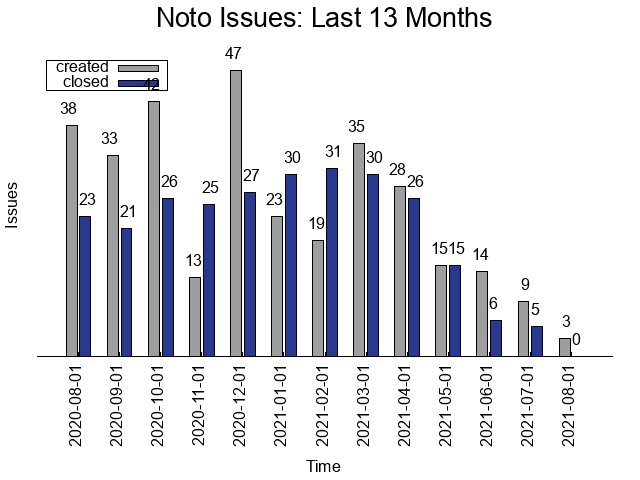 Noto Issues: Last 13 Months
created
closed
38 23 33 21 42 26 13 25 47 27 23 30 19 31 35 30 28 26 15 15 14 6 9 5 3 0
Issues
2020-08-01 2020-09-01 2020-10-01 2020-11-01 2020-12-01 2021-01-01 2021-02-01 2021-03-01 2021-04-01 2021-05-01 2021-06-01 2021-07-01 2021-08-01
Time